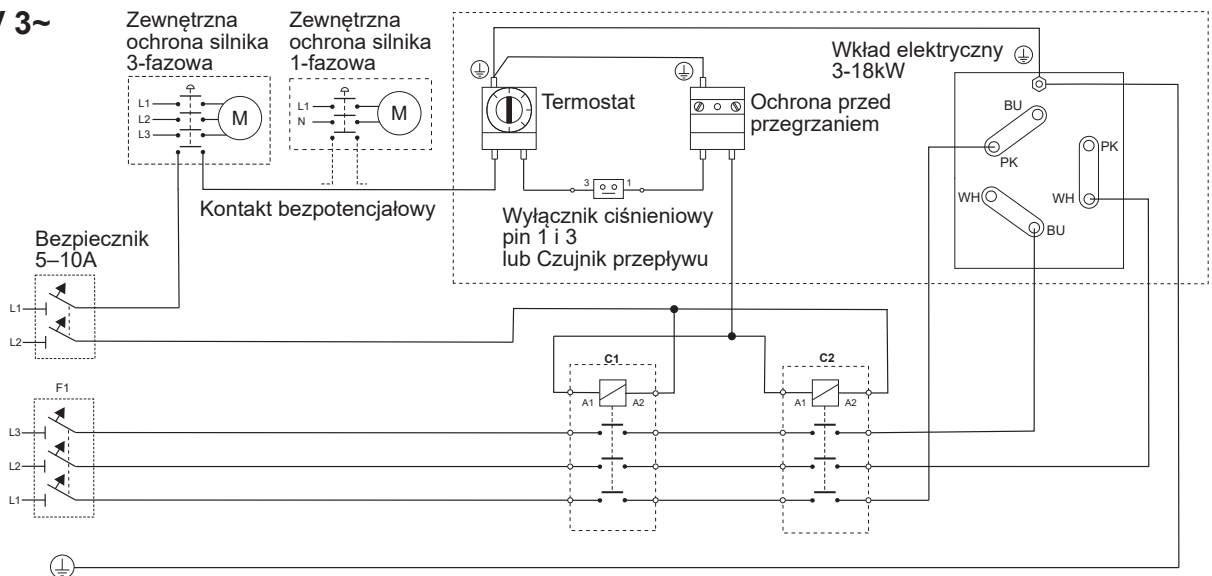 V 3~
Zewnętrzna
ochrona silnika
3-fazowa
Zewnętrzna
ochrona silnika
1-fazowa
Wkład elektryczny
3-18kW
L1
L2
L3
M
L1
N
M
Termostat
Ochrona przed
przegrzaniem
BU
PK
PK
WH
WH
BU
3
1
Kontakt bezpotencjałowy
Wyłącznik ciśnieniowy
pin 1 i 3
lub Czujnik przepływu
Bezpiecznik
5–10A
L1
L2
C1
C2
F1
A1
A2
A1
A2
L3
L2
L1